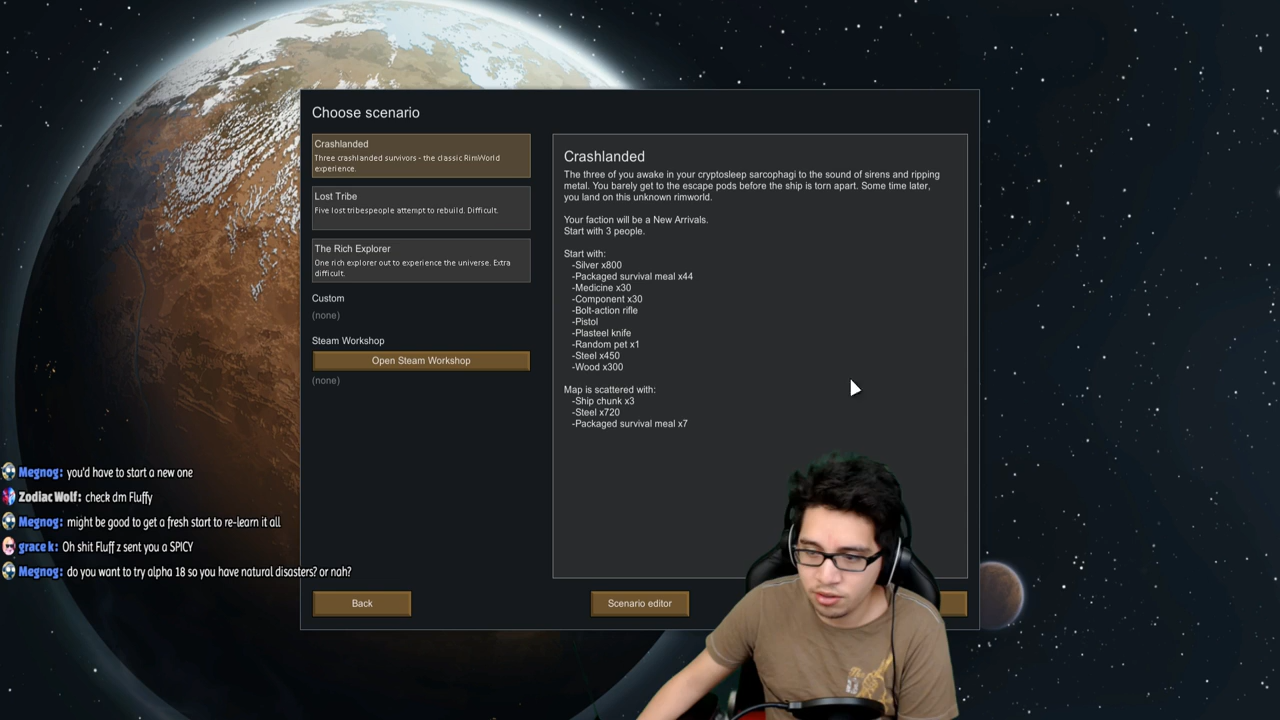 Choose scenario
Crashlanded
Three crashlanded survivors - the classic RimWorld
experience.
Lost Tribe
Five lost tribespeople attempt to rebuild. Difficult.
The Rich Explorer
One rich explorer out to experience the universe. Extra
difficult.
Custom
(none)
Steam Workshop
Open Steam Workshop
(none)
Crashlanded
The three of you awake in your cryptosleep sarcophagi to the sound of sirens and ripping
metal. You barely get to the escape pods before the ship is torn apart. Some time later,
you land on this unknown rimworld.
Your faction will be a New Arrivals.
Start with 3 people.
Start with:
-Silver x800
-Packaged survival meal x44
-Medicine x30
-Component x30
-Bolt-action rifle
-Pistol
-Plasteel knife
-Random pet x1
-Steel x450
-Wood x300
Map is scattered with:
-Ship chunk x3
-Steel x720
-Packaged survival meal x7
Megnog: you'd have to start a new one
ZodiacWolf: check dm Fluffy
Megnog: might be good to get a fresh start to re-learn it all
grace k: Oh shit Fluff z sent you a SPICY
Megnog: do you want to try alpha 18 so you have natural disasters? or nah?
Back
Scenario editor